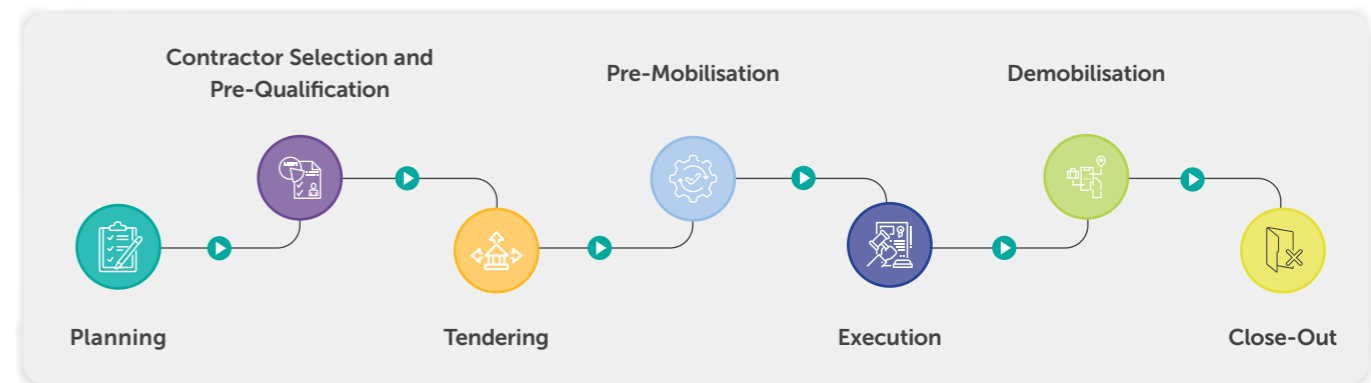 Contractor Selection and
Pre-Qualification
Pre-Mobilisation
Demobilisation
Planning
Tendering
Execution
Close-Out